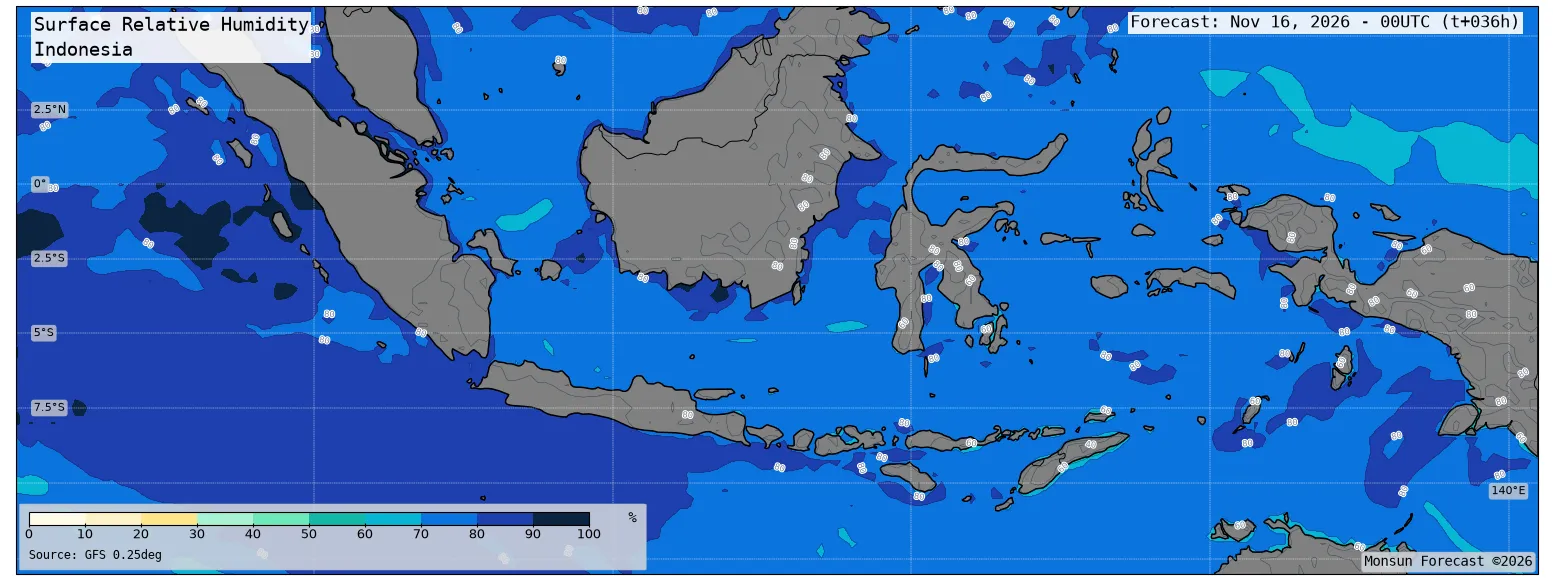 Surface Relative Humidity
Indonesia
Forecast: Nov 16, 2026 - 00UTC (t+036h)
2.5°N
0°
2.5°S
5°S
7.5°S
140°E
%
0 10 20 30 40 50 60 70 80 90 100
Source: GFS 0.25deg
Monsun Forecast ©2026